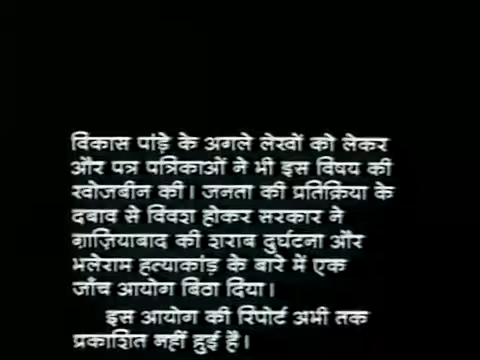 विकास पांड़े के अगले लेखों को लेकर
और पत्र पत्रिकाओं ने भी इस विषय की
खोजबीन की। जनता की प्रतिक्रिया के
दबाव से विवश होकर सरकार ने
ग़ाज़ियाबाद की शराब दुर्घटना और
भलेराम हत्याकांड़ के बारे में एक
जाँच आयोग बिठा दिया।
इस आयोग की रिपोर्ट अभी तक
प्रकाशित नहीं हुई है।